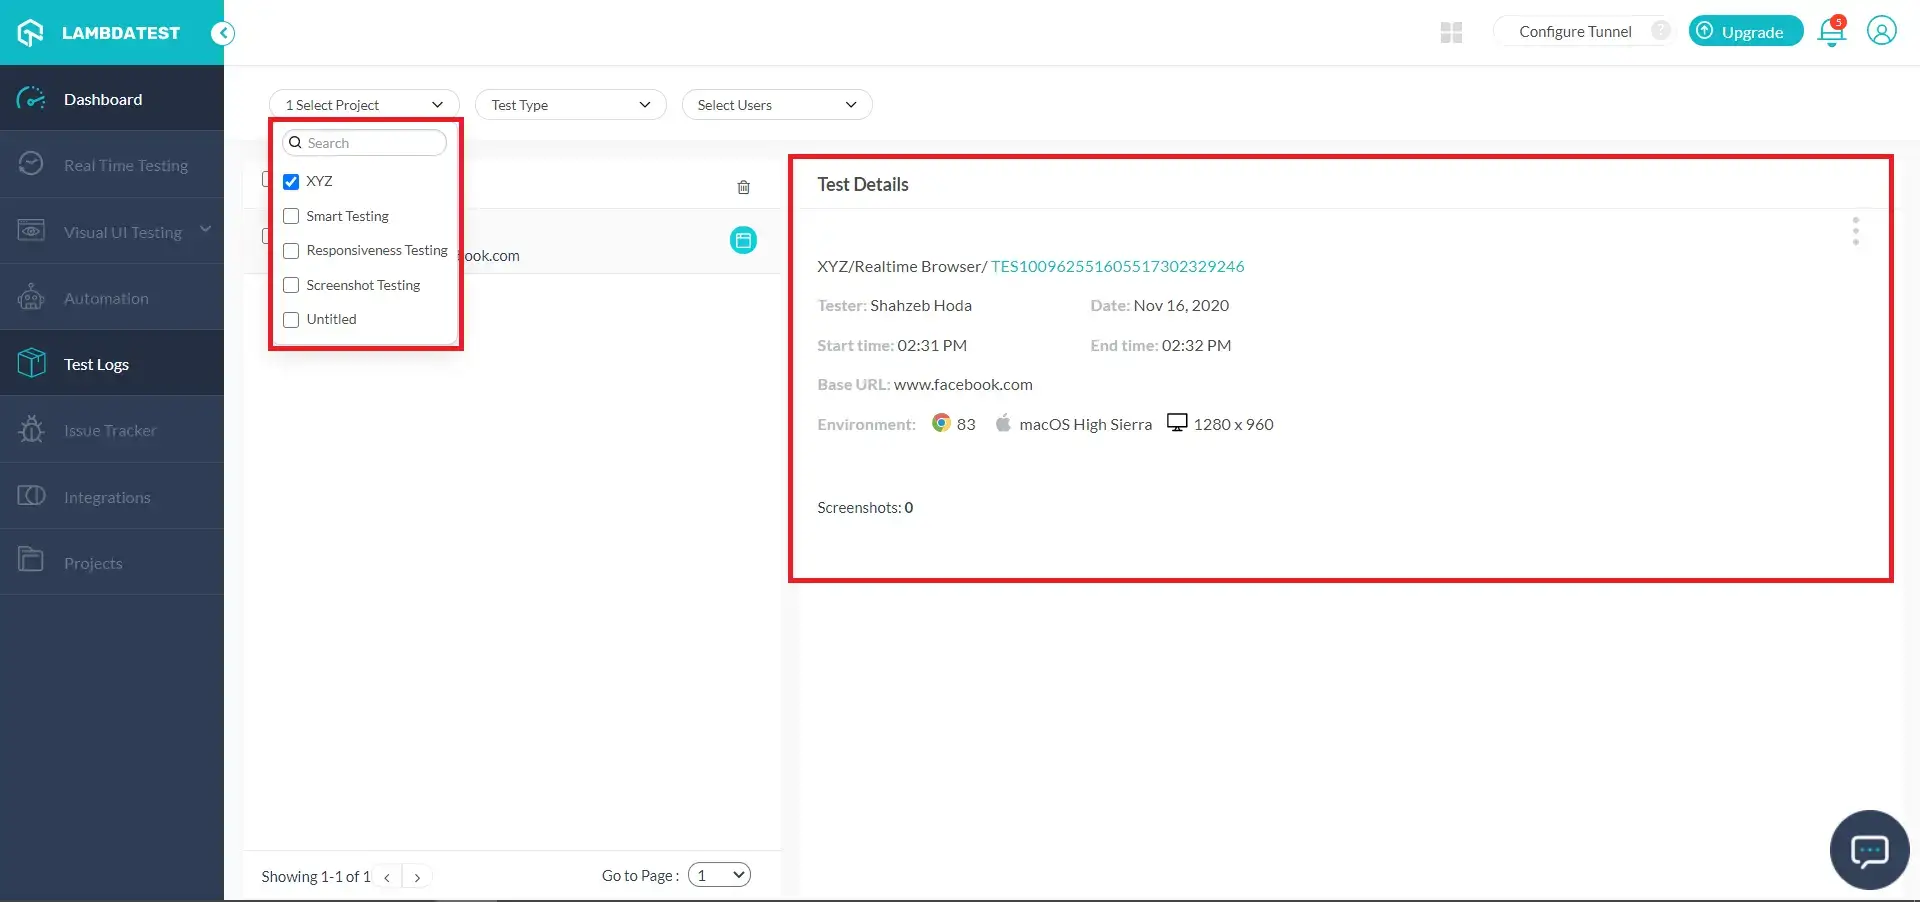 LAMBDATEST
Configure Tunnel ?
Upgrade
5
Dashboard
Real Time Testing
Visual UI Testing
Automation
Test Logs
Issue Tracker
Integrations
Projects
1 Select Project
Test Type
Select Users
Search
XYZ
Smart Testing
Responsiveness Testing
Screenshot Testing
Untitled
ook.com
Test Details
XYZ/Realtime Browser/ TES100962551605517302329246
Tester: Shahzeb Hoda
Date: Nov 16, 2020
Start time: 02:31 PM
End time: 02:32 PM
Base URL: www.facebook.com
Environment: 83 macOS High Sierra 1280 x 960
Screenshots: 0
Showing 1-1 of 1 < >
Go to Page : 1